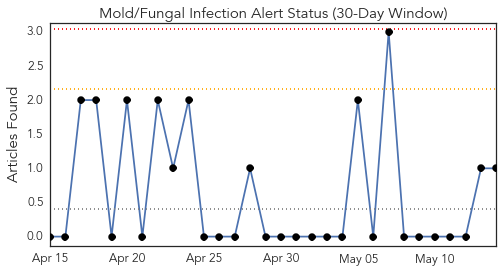 Mold/Fungal Infection Alert Status (30-Day Window)
Articles Found
3.0
2.5
2.0
1.5
1.0
0.5
0.0
Apr 15
Apr 20
Apr 25
Apr 30
May 05
May 10